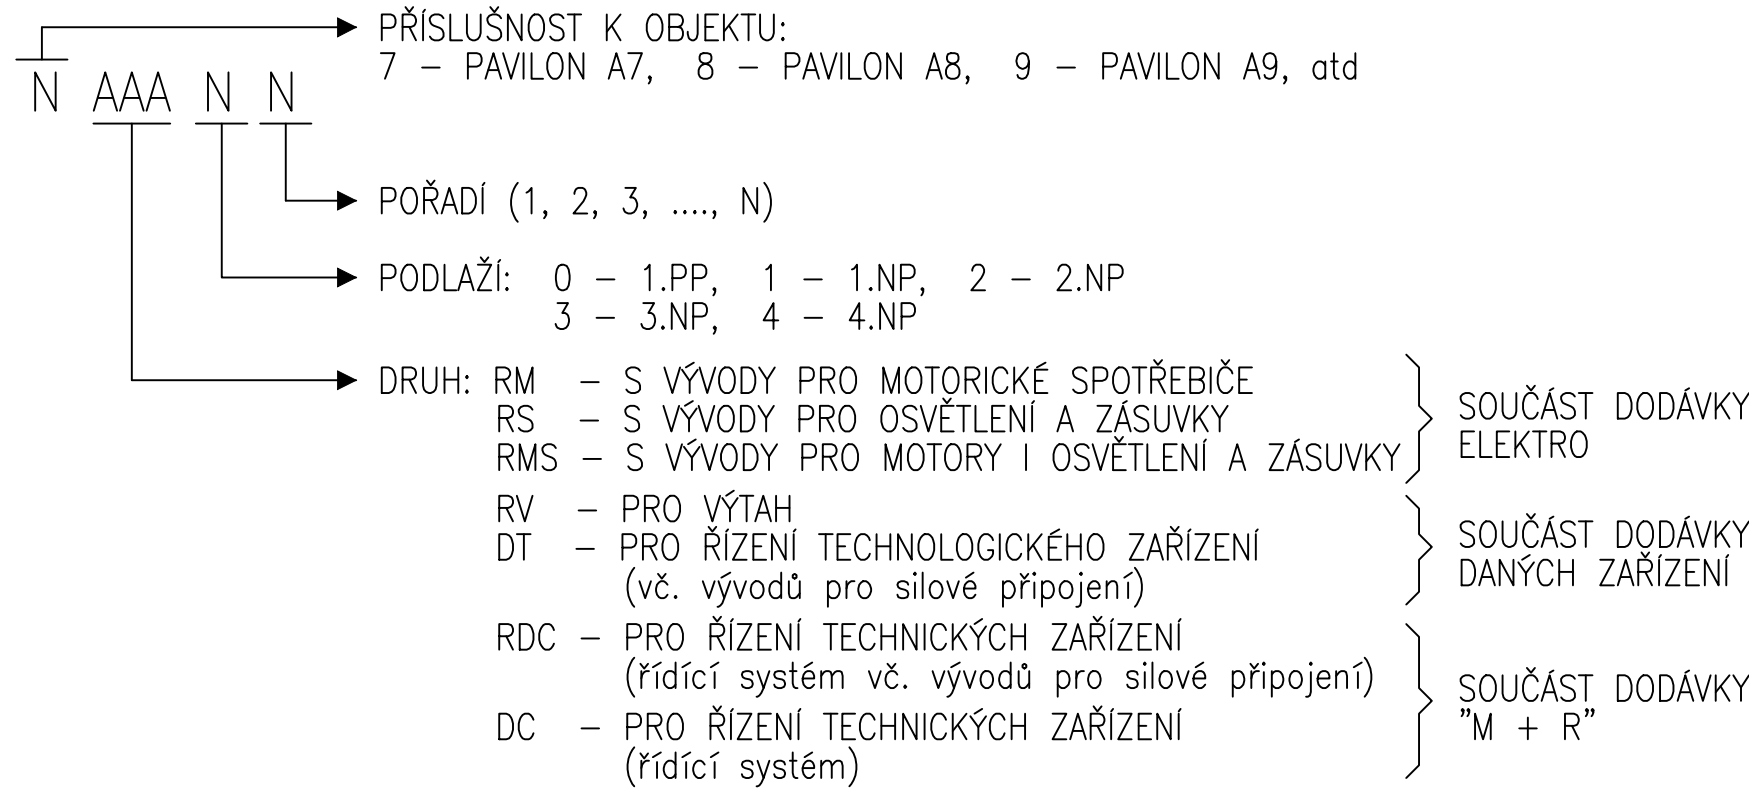 PŘÍSLUŠNOST K OBJEKTU:
7 – PAVILON A7, 8 – PAVILON A8, 9 – PAVILON A9, atd
N AAA N N
POŘADÍ (1, 2, 3, ...., N)
PODLAŽÍ: 0 – 1.PP, 1 – 1.NP, 2 – 2.NP
3 – 3.NP, 4 – 4.NP
DRUH: RM – S VÝVODY PRO MOTORICKÉ SPOTŘEBIČE
RS – S VÝVODY PRO OSVĚTLENÍ A ZÁSUVKY
RMS – S VÝVODY PRO MOTORY I OSVĚTLENÍ A ZÁSUVKY
SOUČÁST DODÁVKY
ELEKTRO
RV – PRO VÝTAH
DT – PRO ŘÍZENÍ TECHNOLOGICKÉHO ZAŘÍZENÍ
(vč. vývodů pro silové připojení)
SOUČÁST DODÁVKY
DANÝCH ZAŘÍZENÍ
RDC – PRO ŘÍZENÍ TECHNICKÝCH ZAŘÍZENÍ
(řídící systém vč. vývodů pro silové připojení)
DC – PRO ŘÍZENÍ TECHNICKÝCH ZAŘÍZENÍ
(řídící systém)
SOUČÁST DODÁVKY
"M + R"